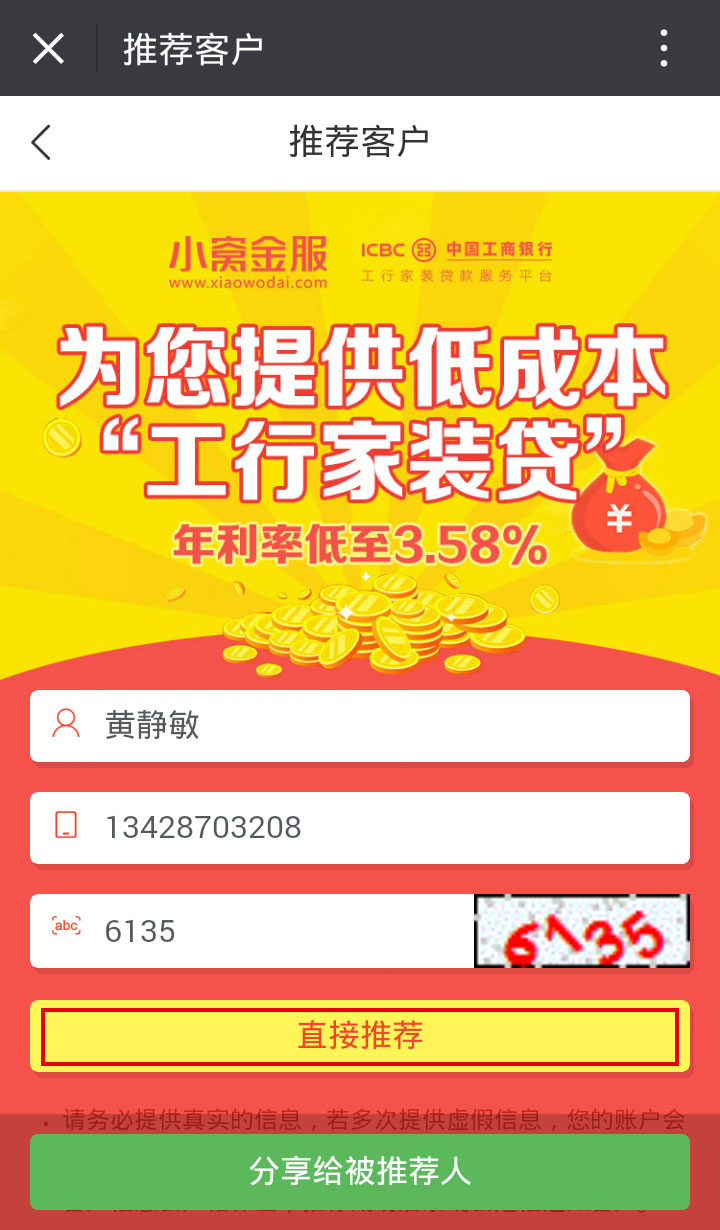 推荐客户
推荐客户
小窝金服
www.xiaowodai.com
ICBC 中国工商银行
工行家装贷款服务平台
为您提供低成本
“工行家装贷”
¥
年利率低至3.58%
黄静敏
13428703208
abc 6135 6135
直接推荐
· 请务必提供真实的信息，若多次提供虚假信息，您的账户会
分享给被推荐人